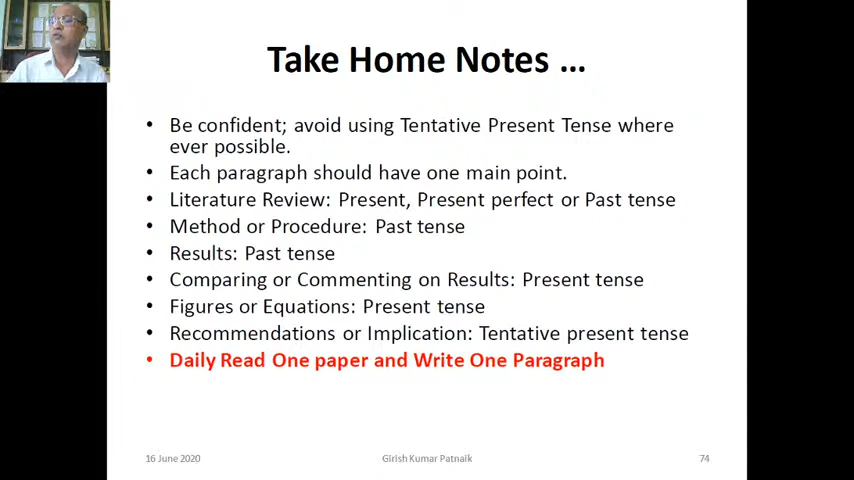 Take Home Notes ...
• Be confident; avoid using Tentative Present Tense where
ever possible.
• Each paragraph should have one main point.
• Literature Review: Present, Present perfect or Past tense
• Method or Procedure: Past tense
• Results: Past tense
• Comparing or Commenting on Results: Present tense
• Figures or Equations: Present tense
• Recommendations or Implication: Tentative present tense
• Daily Read One paper and Write One Paragraph
16 June 2020
Girish Kumar Patnaik
74